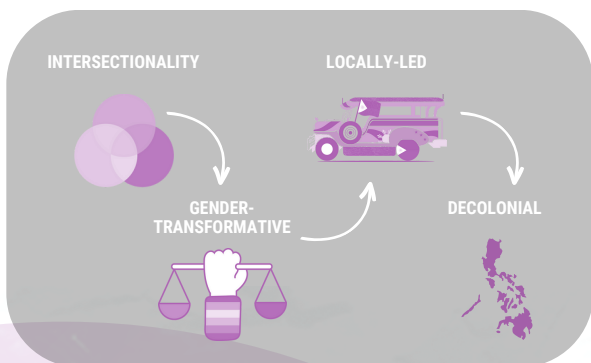 INTERSECTIONALITY
LOCALLY-LED
GENDER-
TRANSFORMATIVE
DECOLONIAL